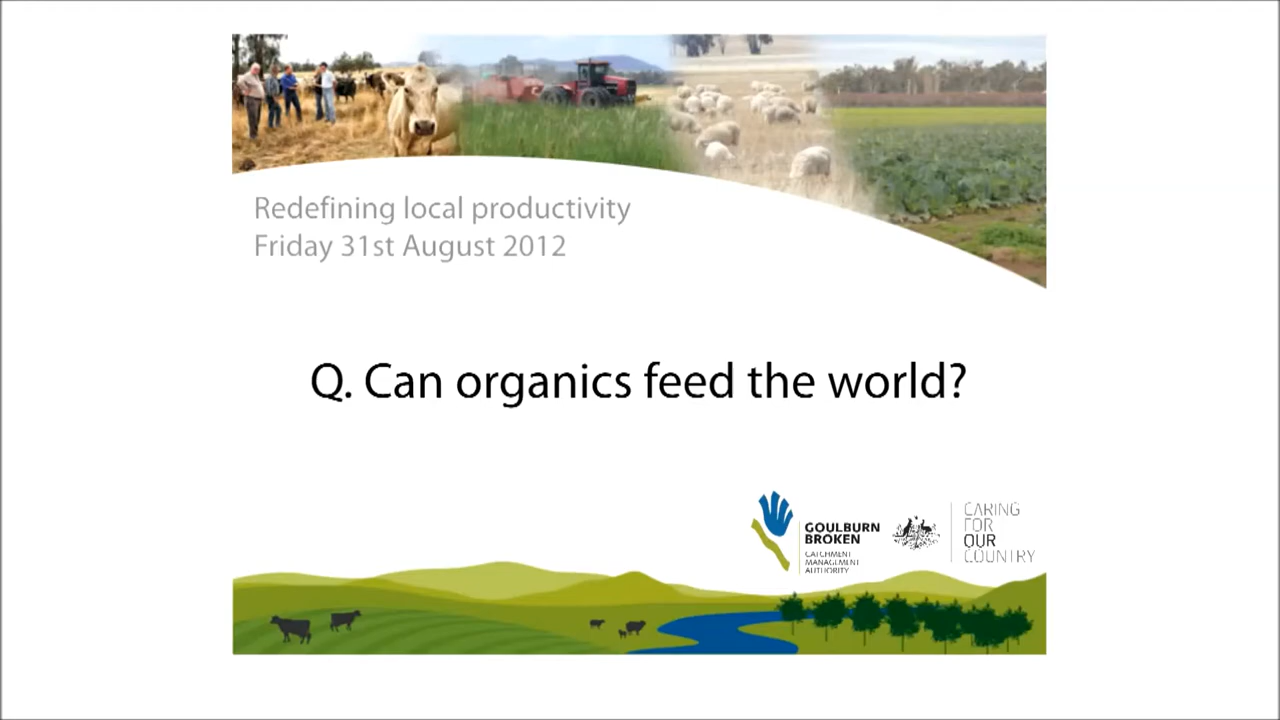 Redefining local productivity
Friday 31st August 2012
Q. Can organics feed the world?
GOULBURN
BROKEN
CATCHMENT
MANAGEMENT
AUTHORITY
CARING
FOR
OUR
COUNTRY